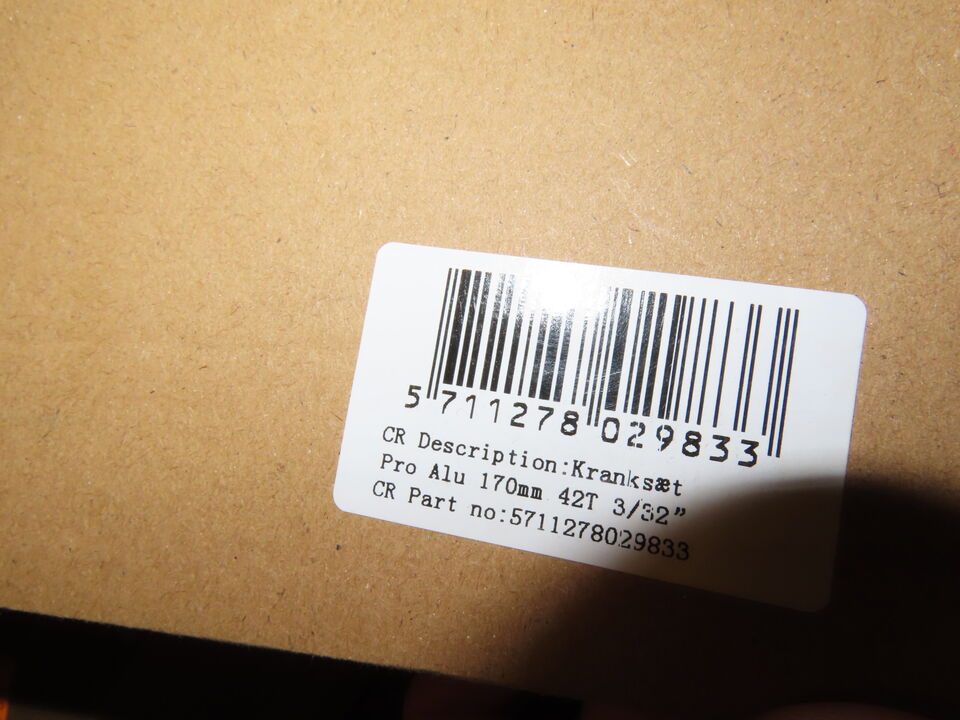 5 711278 029833
CR Description:Kranksæt
Pro Alu 170mm 42T 3/32”
CR Part no:5711278029833